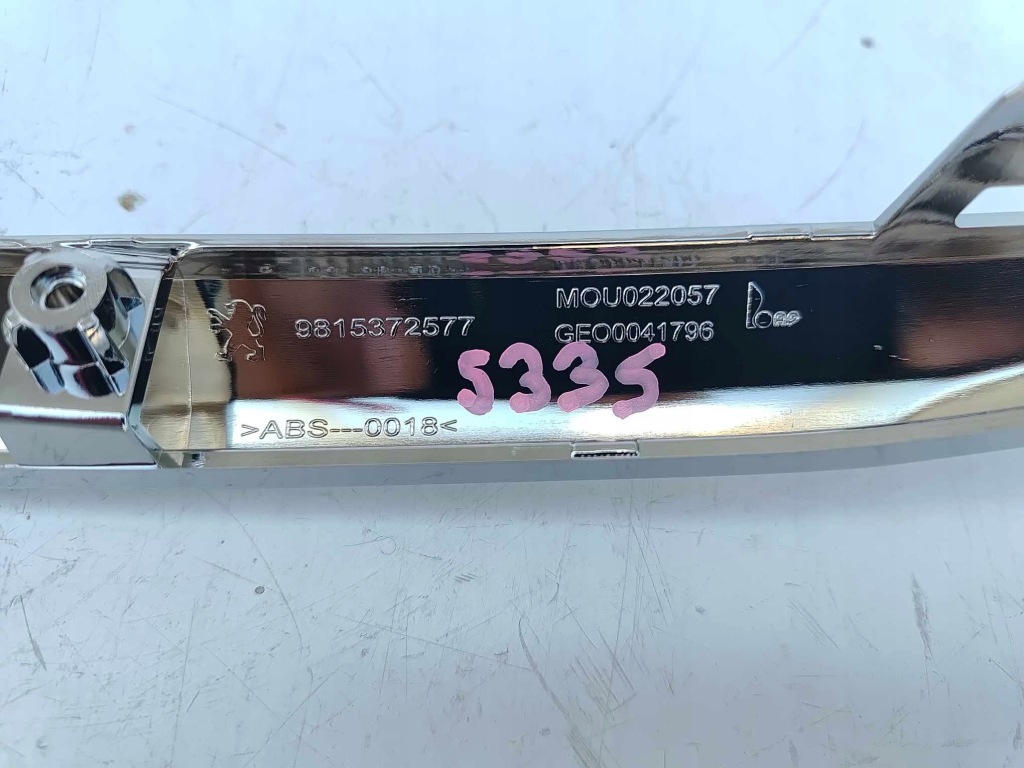 MOU022057
9815372577
GEO0041796
5335
>ABS---0018<